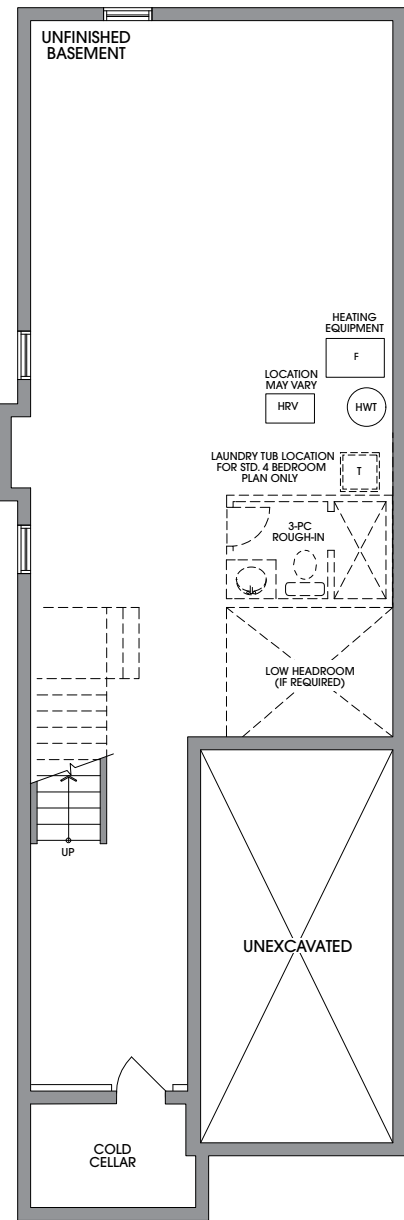 UNFINISHED
BASEMENT
HEATING
EQUIPMENT
F
LOCATION
MAY VARY
HRV
HWT
LAUNDRY TUB LOCATION
FOR STD. 4 BEDROOM
PLAN ONLY
T
3-PC
ROUGH-IN
LOW HEADROOM
(IF REQUIRED)
UP
UNEXCAVATED
COLD
CELLAR